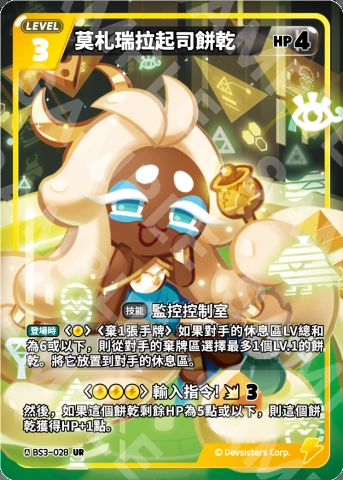 LEVEL
3
莫札瑞拉起司餅乾
HP 4
技能 監控控制室
登場時 〈⚡〉〈棄1張手牌〉如果對手的休息區LV總和
為6或以下，則從對手的棄牌區選擇最多1個LV.1的餅
乾。將它放置到對手的休息區。
〈⚡⚡⚡〉輸入指令! 3
然後，如果這個餅乾剩餘HP為5點或以下，則這個餅
乾獲得HP+1點。
A BS3-028 UR
© Devsisters Corp.